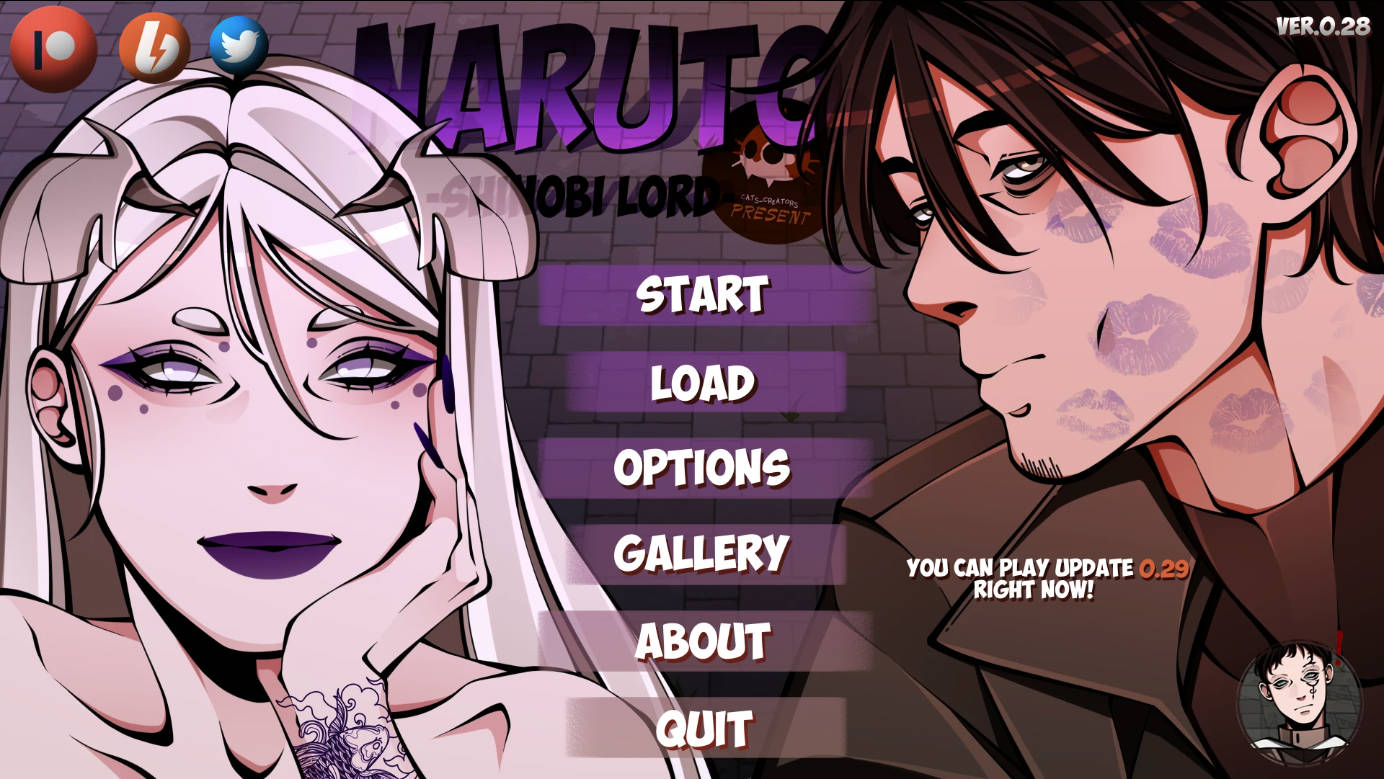 VER.0.28
NARUTO
-SHINOBI LORD-
CATS_CREATORS
PRESENT
START
LOAD
OPTIONS
GALLERY
YOU CAN PLAY UPDATE 0.29
RIGHT NOW!
ABOUT
QUIT